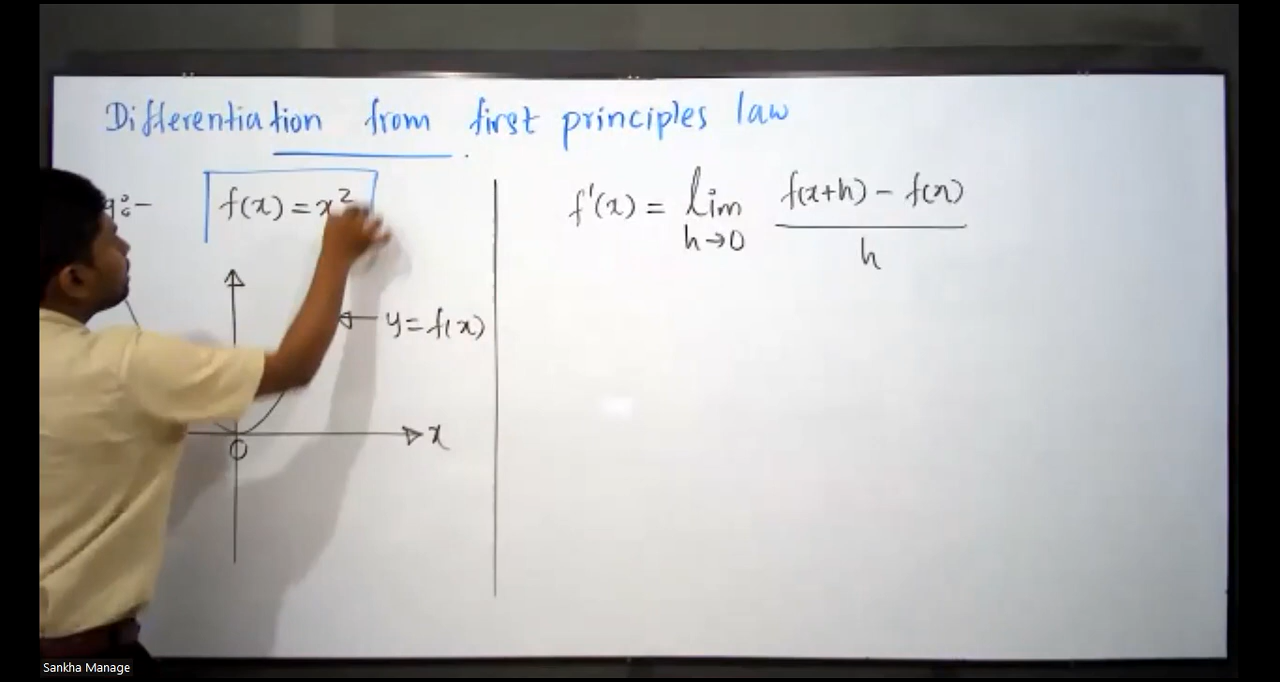 Differentiation from first principles law
f(x) = x²
y = f(x)
x
O
f'(x) = lim h→0 f(x+h) - f(x) / h
Sankha Manage